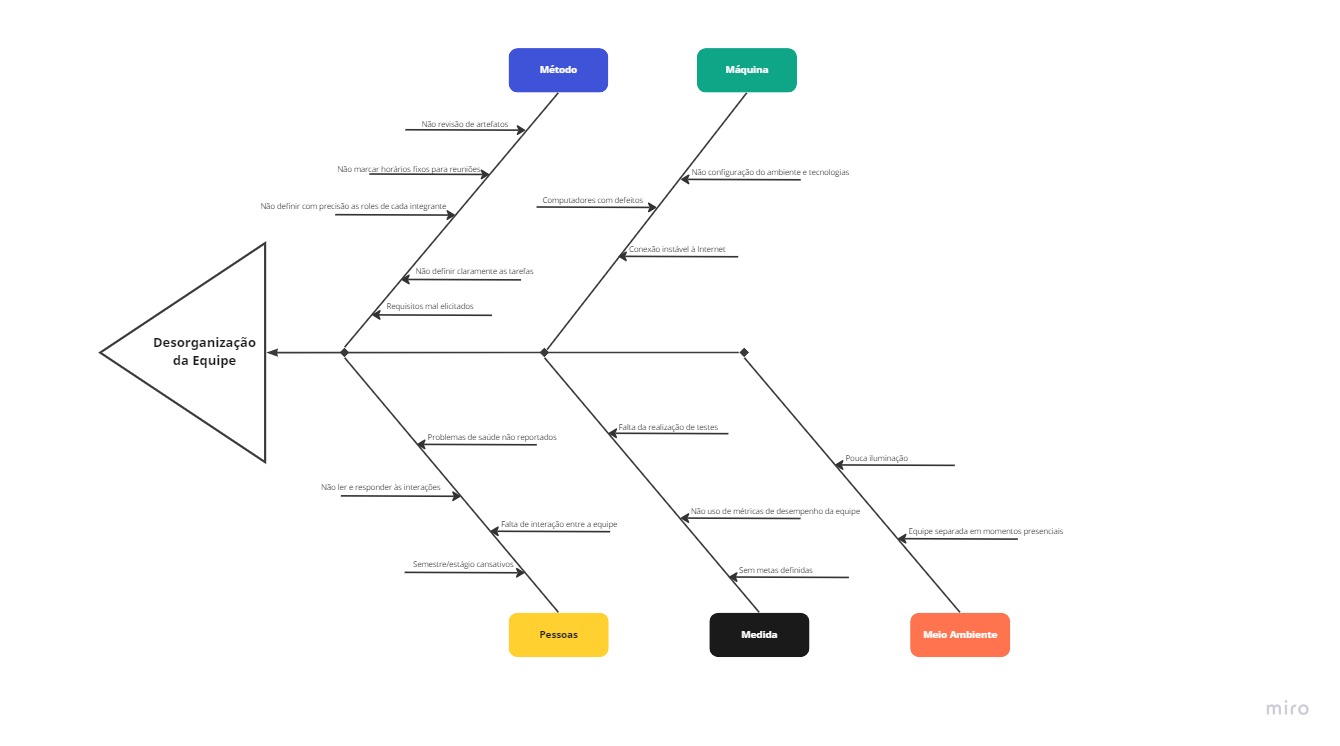 Método
Máquina
Não revisão de artefatos
Não marcar horários fixos para reuniões
Não configuração do ambiente e tecnologias
Computadores com defeitos
Não definir com precisão as roles de cada integrante
Conexão instável à Internet
Não definir claramente as tarefas
Requisitos mal elicitados
Desorganização
da Equipe
Falta da realização de testes
Problemas de saúde não reportados
Pouca iluminação
Não ler e responder às interações
Não uso de métricas de desempenho da equipe
Falta de interação entre a equipe
Equipe separada em momentos presenciais
Semestre/estágio cansativos
Sem metas definidas
Pessoas
Medida
Meio Ambiente
miro